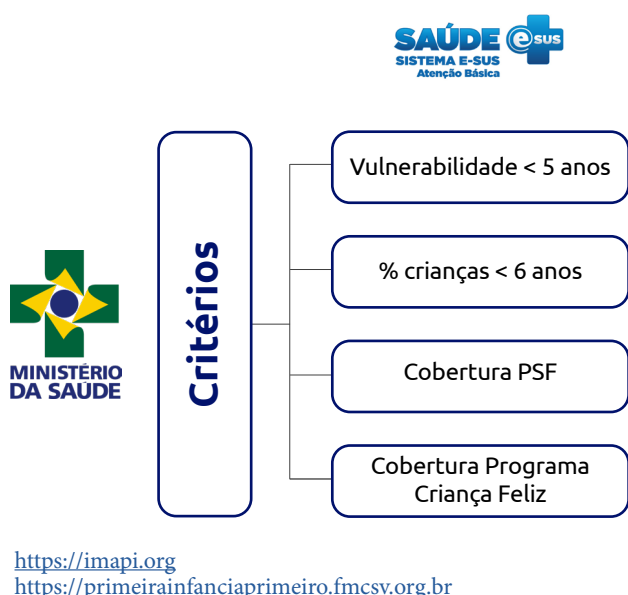 SAÚDE e SUS
SISTEMA E-SUS
Atenção Básica
Critérios
Vulnerabilidade < 5 anos
% crianças < 6 anos
Cobertura PSF
Cobertura Programa
Criança Feliz
MINISTÉRIO
DA SAÚDE
https://imapi.org
https://primeirainfanciaprimeiro.fmcsv.org.br